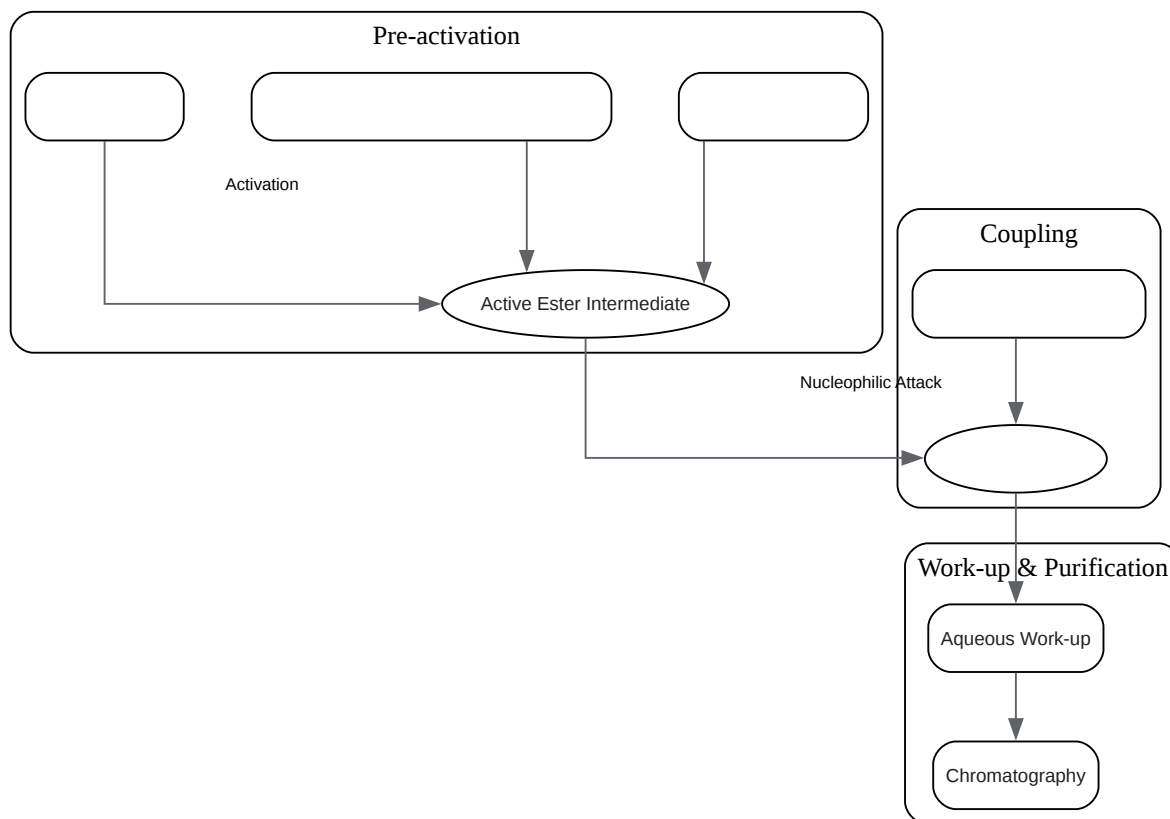 Pre-activation
Activation
Coupling
Active Ester Intermediate
Nucleophilic Attack
Work-up & Purification
Aqueous Work-up
Chromatography